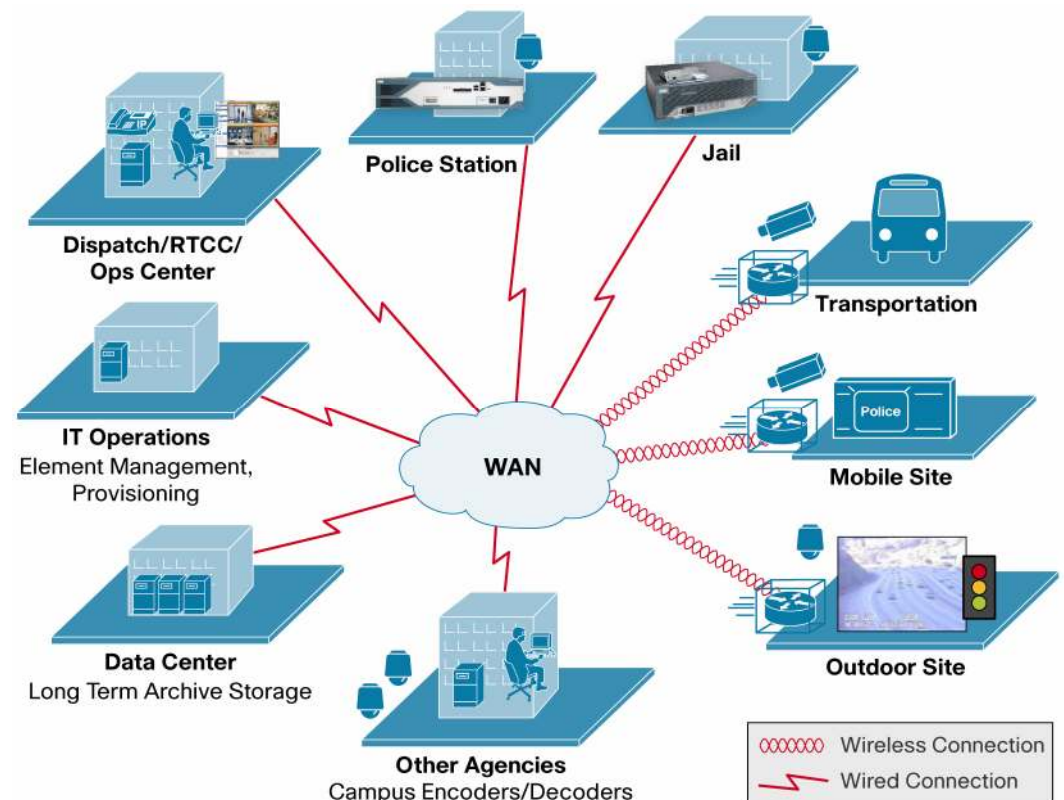 Police Station
Jail
IP
Dispatch/RTCC/
Ops Center
Transportation
IT Operations
Element Management,
Provisioning
WAN
Police
Mobile Site
Data Center
Long Term Archive Storage
Outdoor Site
Other Agencies
Campus Encoders/Decoders
Wireless Connection
Wired Connection